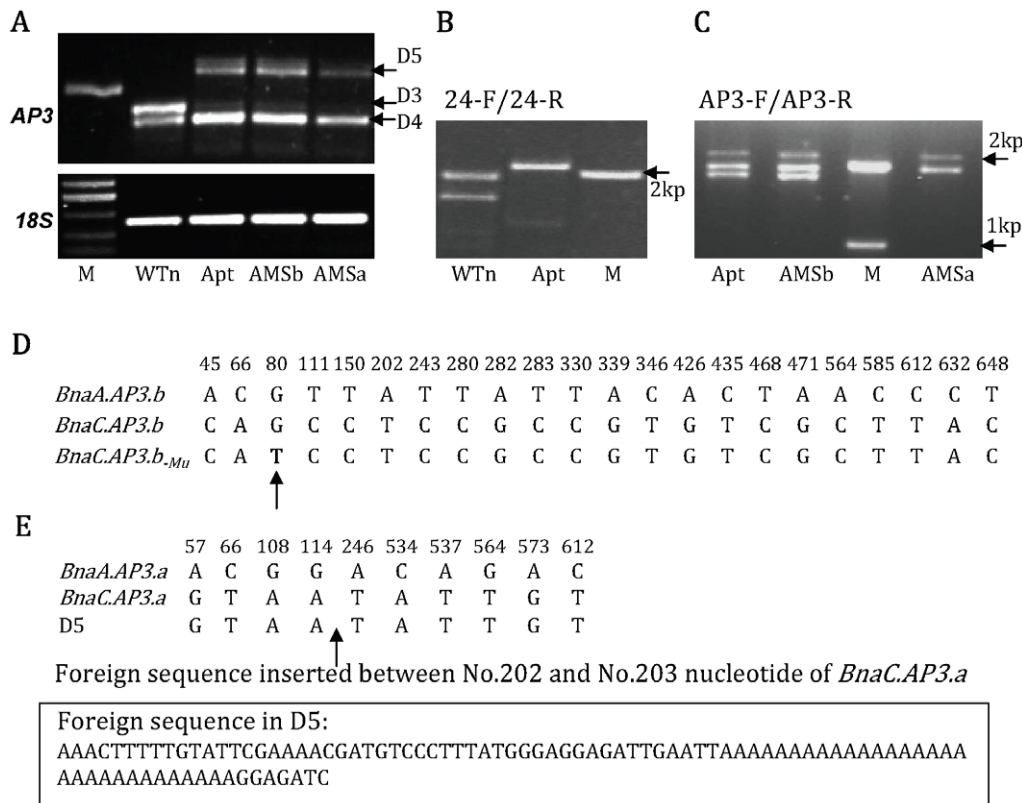 A
B
C
D5
D3
D4
AP3
18S
M WTn Apt AMSb AMSa
24-F/24-R
2kp
WTn Apt M
AP3-F/AP3-R
2kp
1kp
Apt AMSb M AMSa
D
45 66 80 111 150 202 243 280 282 283 330 339 346 426 435 468 471 564 585 612 632 648
BnaA.AP3.b A C G T T A T T A T T A C A C T A A C C C T
BnaC.AP3.b C A G C C T C C G C C G T G T C G C T T A C
BnaC.AP3.b-Mu C A T C C T C C G C C G T G T C G C T T A C
E
57 66 108 114 246 534 537 564 573 612
BnaA.AP3.a A C G G A C A G A C
BnaC.AP3.a G T A A T A T T G T
D5 G T A A T A T T G T
Foreign sequence inserted between No.202 and No.203 nucleotide of BnaC.AP3.a
Foreign sequence in D5:
AAACTTTTTGTATTCGAAAACGATGTCCCTTTATGGGAGGAGATTGAATTAAAAAAAAAAAAAAAAAAA
AAAAAAAAAAAAAAGGAGATC